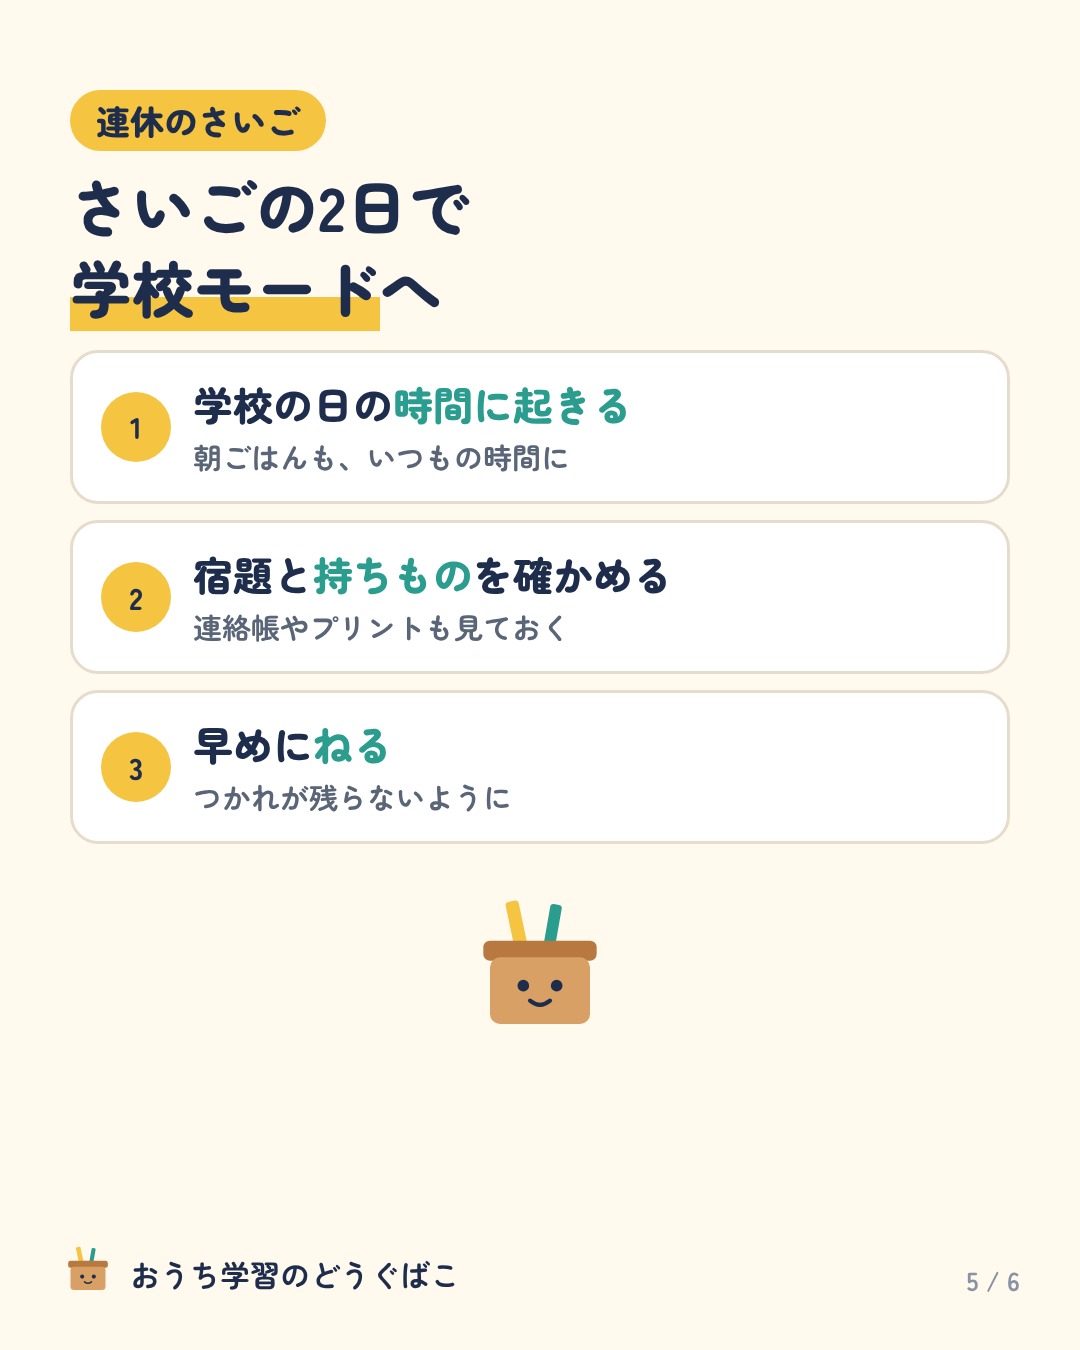 連休のさいご
さいごの2日で
学校モードへ
1
学校の日の時間に起きる
朝ごはんも、いつもの時間に
2
宿題と持ちものを確かめる
連絡帳やプリントも見ておく
3
早めにねる
つかれが残らないように
おうち学習のどうぐばこ
5 / 6